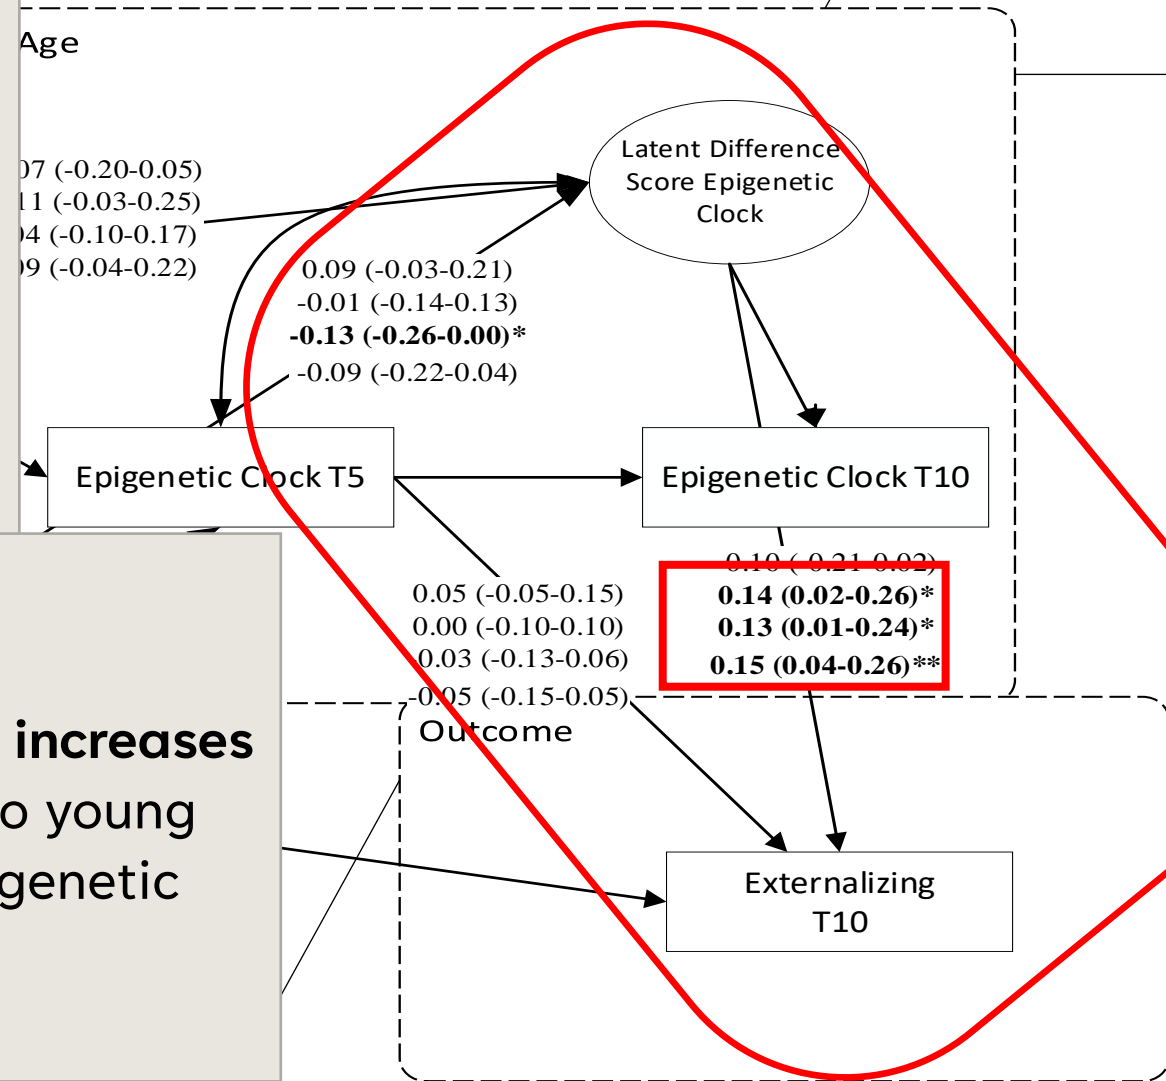 Age
Latent Difference
Score Epigenetic
Clock
07 (-0.20-0.05)
11 (-0.03-0.25)
04 (-0.10-0.17)
09 (-0.04-0.22)
0.09 (-0.03-0.21)
-0.01 (-0.14-0.13)
-0.13 (-0.26-0.00)*
-0.09 (-0.22-0.04)
Epigenetic Clock T5
Epigenetic Clock T10
0.05 (-0.05-0.15)
0.00 (-0.10-0.10)
-0.03 (-0.13-0.06)
-0.05 (-0.15-0.05)
0.14 (0.02-0.26)*
0.13 (0.01-0.24)*
0.15 (0.04-0.26)**
Outcome
increases
o young
genetic
Externalizing
T10